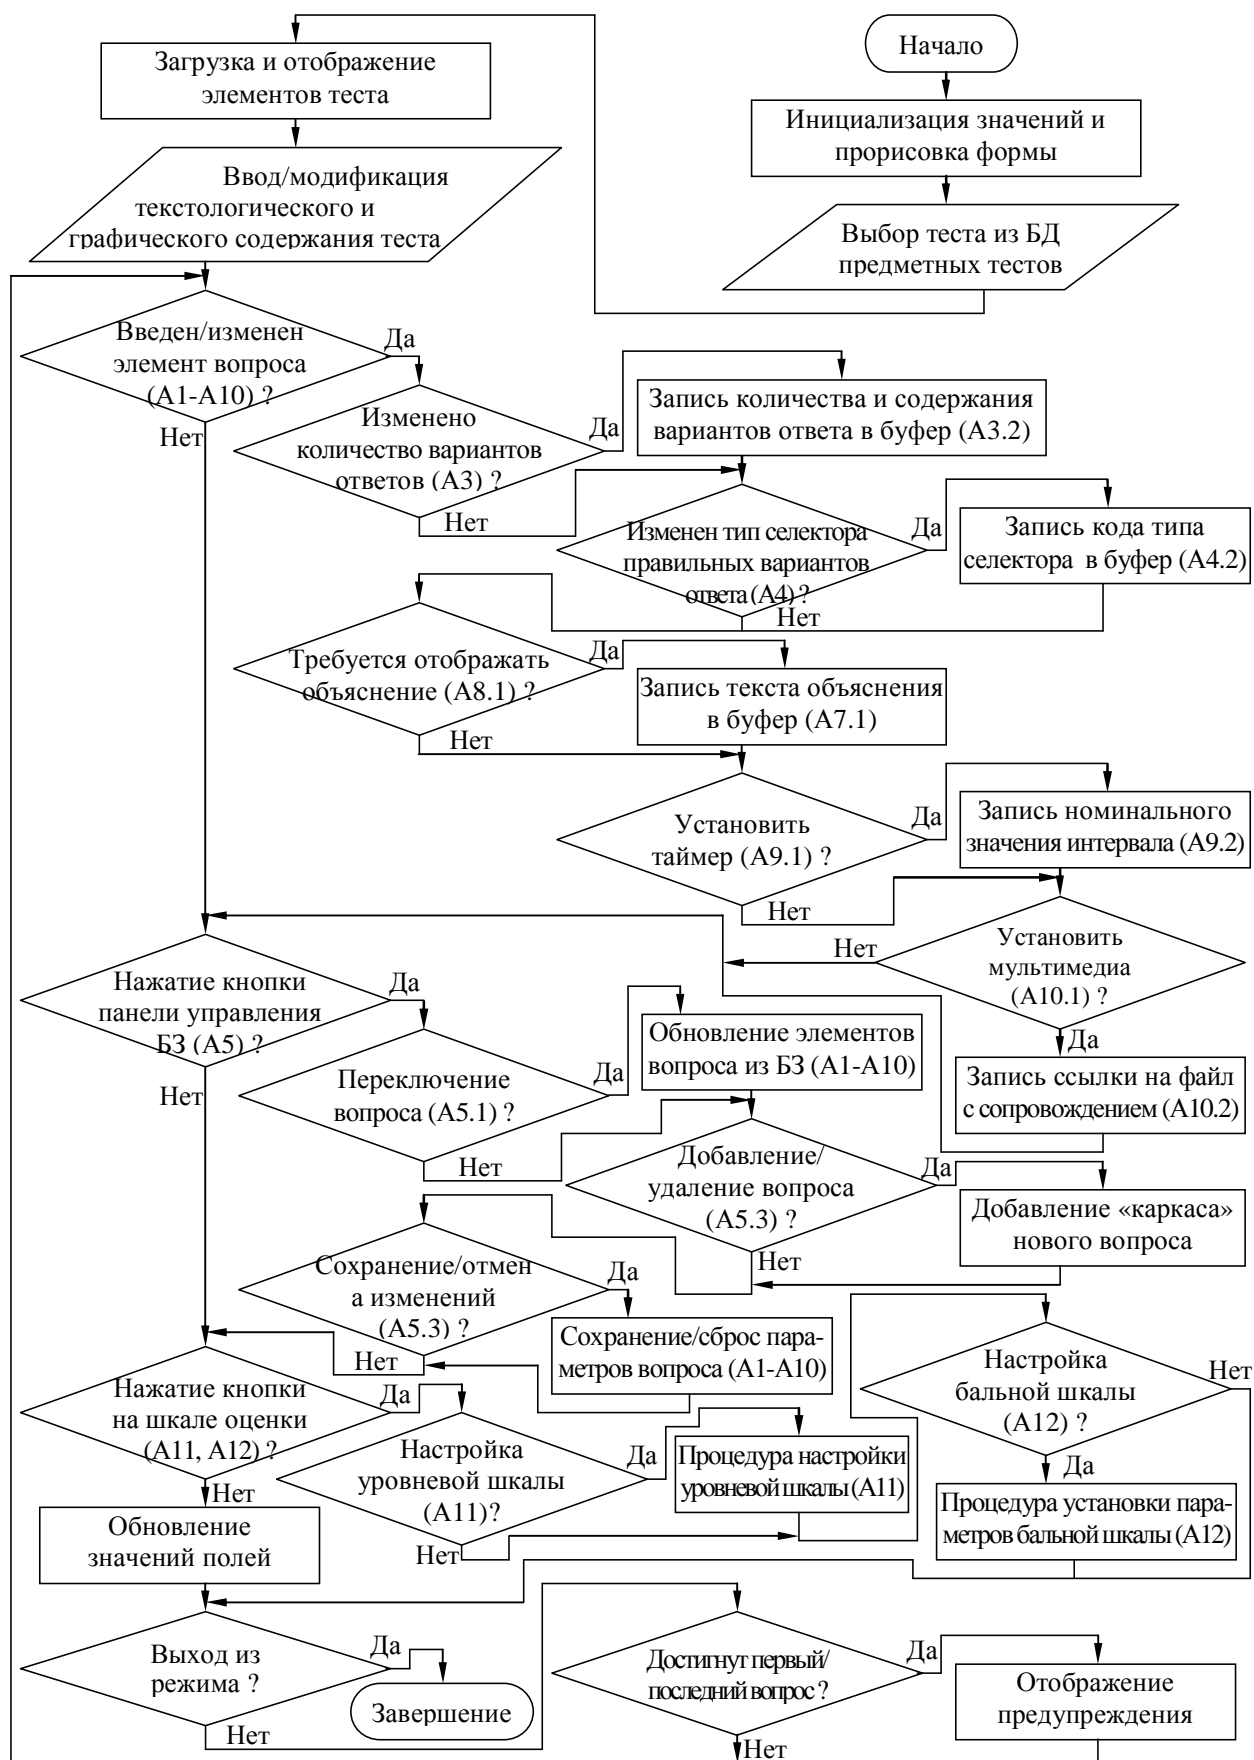 Начало
Инициализация значений и
прорисовка формы
Выбор теста из БД
предметных тестов
Загрузка и отображение
элементов теста
Ввод/модификация
текстологического и
графического содержания теста
Введен/изменен
элемент вопроса
(А1-А10) ?
Да
Нет
Изменено
количество вариантов
ответов (А3) ?
Да
Нет
Запись количества и содержания
вариантов ответа в буфер (А3.2)
Изменен тип селектора
правильных вариантов
ответа (А4) ?
Да
Нет
Запись кода типа
селектора в буфер (А4.2)
Требуется отображать
объяснение (А8.1) ?
Да
Нет
Запись текста объяснения
в буфер (А7.1)
Установить
таймер (А9.1) ?
Да
Нет
Запись номинального
значения интервала (А9.2)
Установить
мультимедиа
(А10.1) ?
Нет
Да
Запись ссылки на файл
с сопровождением (А10.2)
Нажатие кнопки
панели управления
БЗ (А5) ?
Да
Нет
Переключение
вопроса (А5.1) ?
Да
Нет
Обновление элементов
вопроса из БЗ (А1-А10)
Добавление/
удаление вопроса
(А5.3) ?
Да
Нет
Добавление «каркаса»
нового вопроса
Сохранение/отмен
а изменений
(А5.3) ?
Да
Нет
Сохранение/сброс пара-
метров вопроса (А1-А10)
Нажатие кнопки
на шкале оценки
(А11, А12) ?
Да
Нет
Настройка
уровневой шкалы
(А11)?
Да
Нет
Процедура настройки
уровневой шкалы (А11)
Настройка
бальной шкалы
(А12) ?
Нет
Да
Процедура установки пара-
метров бальной шкалы (А12)
Обновление
значений полей
Выход из
режима ?
Да
Нет
Завершение
Достигнут первый/
последний вопрос ?
Да
Нет
Отображение
предупреждения